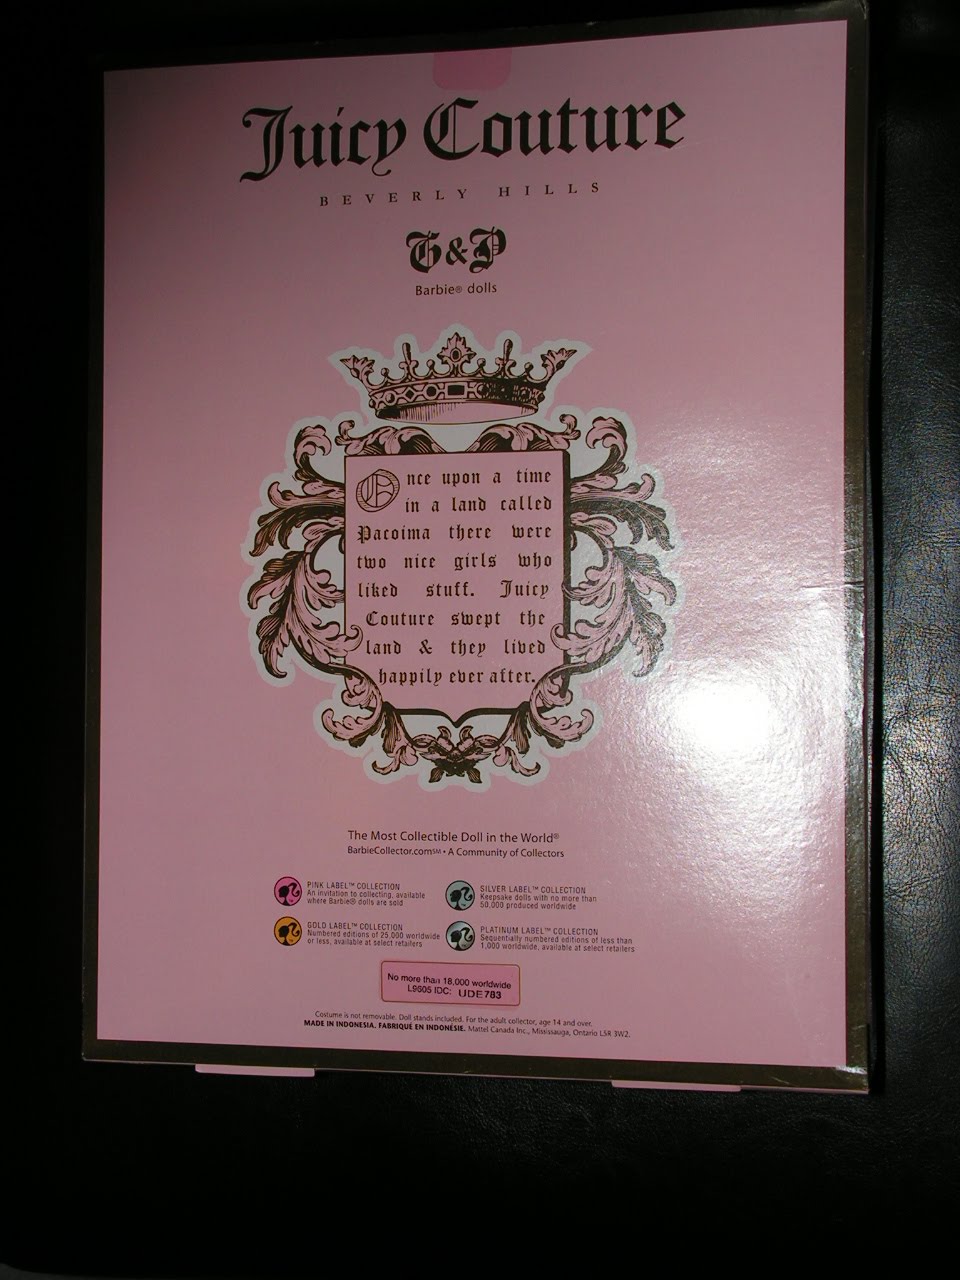 Juicy Couture
BEVERLY HILLS
G&P
Barbie® dolls
Once upon a time
in a land called
Pacoima there were
two nice girls who
liked stuff. Juicy
Couture swept the
land & they lived
happily ever after.
The Most Collectible Doll in the World®
BarbieCollector.com℠ • A Community of Collectors
PINK LABEL™ COLLECTION
An invitation to collecting, available
where Barbie® dolls are sold
SILVER LABEL™ COLLECTION
Keepsake dolls with no more than
50,000 produced worldwide
GOLD LABEL™ COLLECTION
Numbered editions of 25,000 worldwide
or less, available at select retailers
PLATINUM LABEL™ COLLECTION
Sequentially numbered editions of less than
1,000 worldwide, available at select retailers
No more than 18,000 worldwide
L9605 IDC: UDE783
Costume is not removable. Doll stands included. For the adult collector, age 14 and over.
MADE IN INDONESIA. FABRIQUÉ EN INDONÉSIE. Mattel Canada Inc., Mississauga, Ontario L5R 3W2.